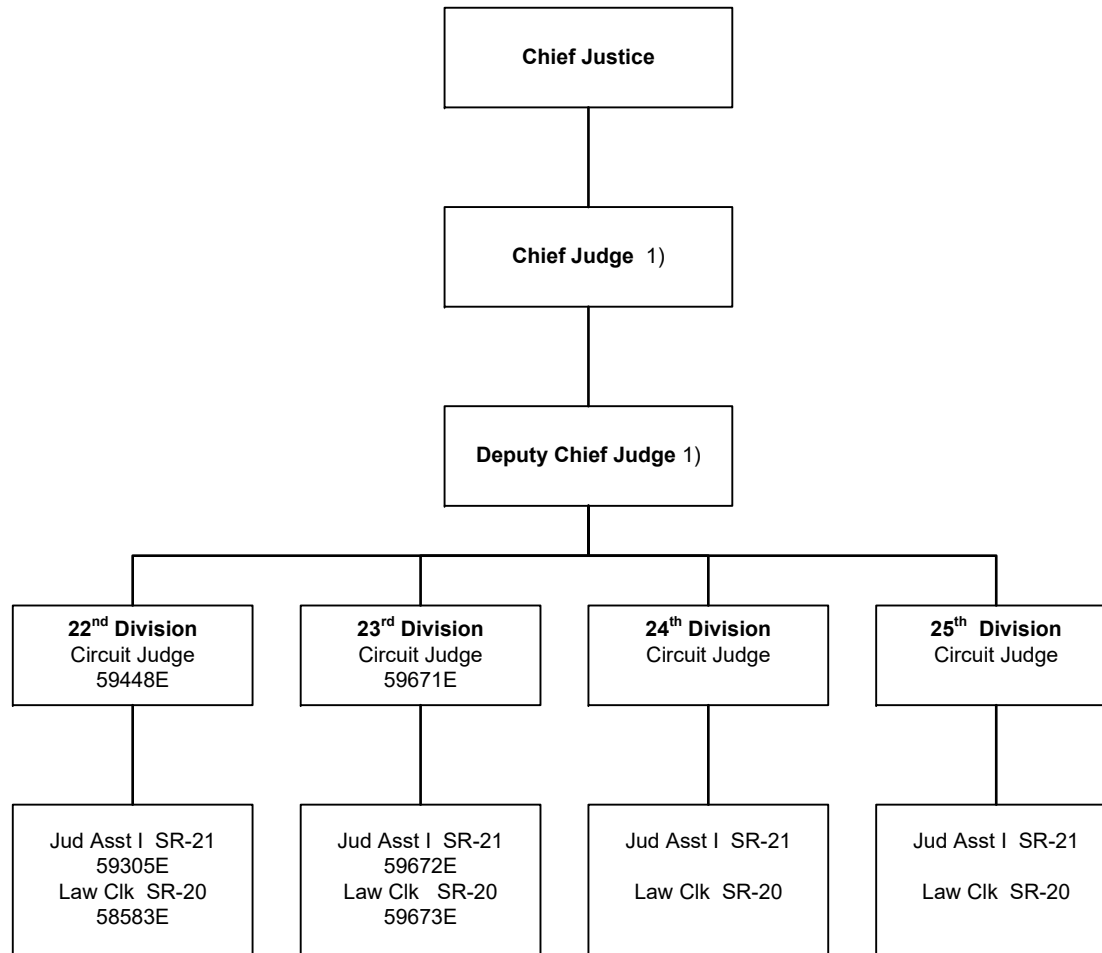 Chief Justice
Chief Judge 1)
Deputy Chief Judge 1)
22nd Division
Circuit Judge
59448E
23rd Division
Circuit Judge
59671E
24th Division
Circuit Judge
25th Division
Circuit Judge
Jud Asst I SR-21
59305E
Law Clk SR-20
58583E
Jud Asst I SR-21
59672E
Law Clk SR-20
59673E
Jud Asst I SR-21
Law Clk SR-20
Jud Asst I SR-21
Law Clk SR-20